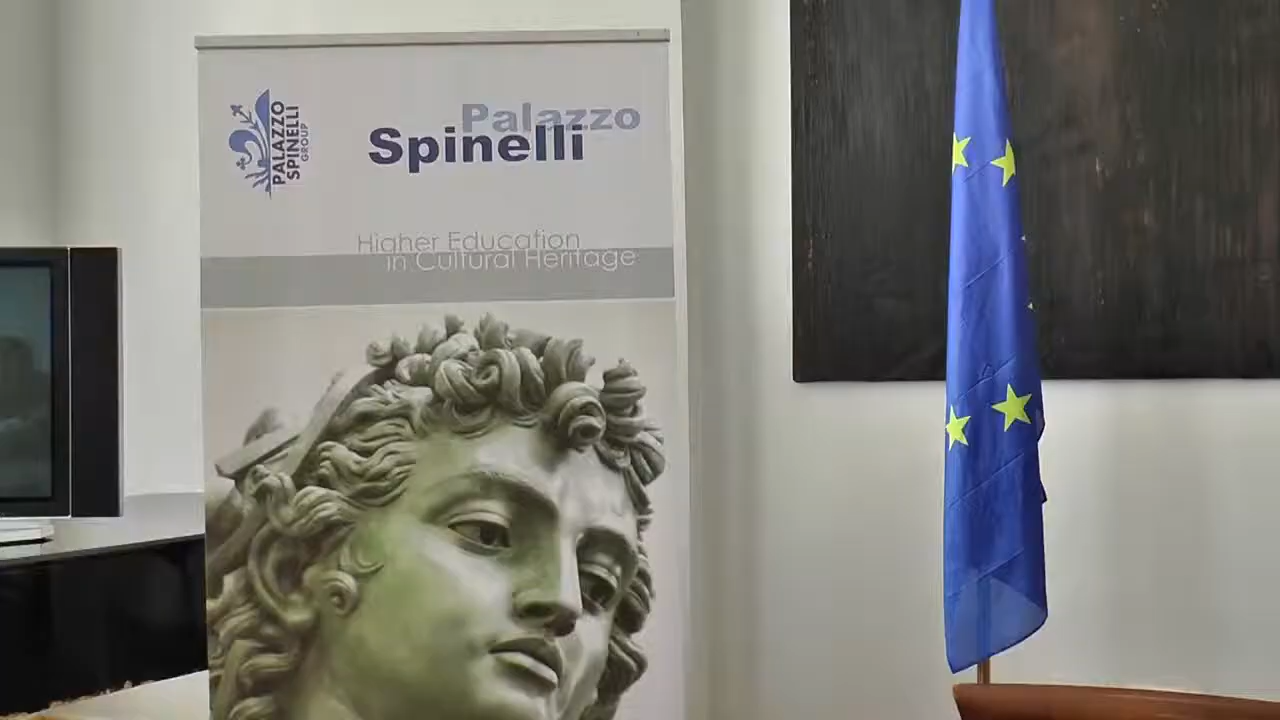 PALAZZO
SPINELLI
GROUP
Palazzo
Spinelli
Higher Education
in Cultural Heritage